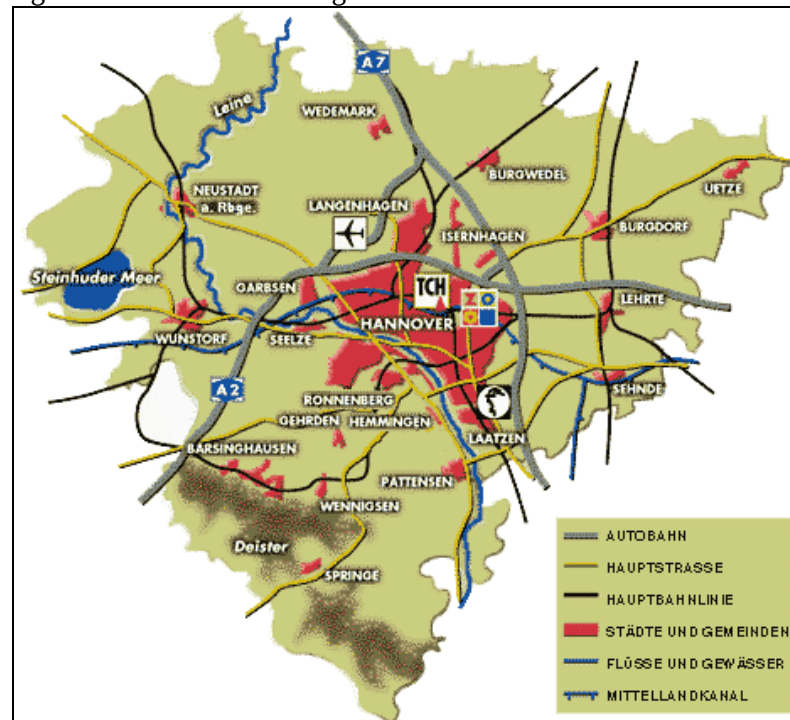 A7
Leine
WEDEMARK
BURGWEDEL
UETZE
NEUSTADT
a. Rbge.
LANGENHAGEN
BURGDORF
ISERNHAGEN
Steinhuder Meer
GARBSEN
TCH
LEHRTE
HANNOVER
WUNSTORF
SEELZE
A2
RONNENBERG
SEHNDE
GEHRDEN
HEMMINGEN
LAATZEN
BARSINGHAUSEN
PATTENSEN
WENNIGSEN
Deister
SPRINGE
AUTOBAHN
HAUPTSTRASSE
HAUPTBAHNLINIE
STÄDTE UND GEMEINDEN
FLÜSSE UND GEWÄSSER
MITTELLANDKANAL